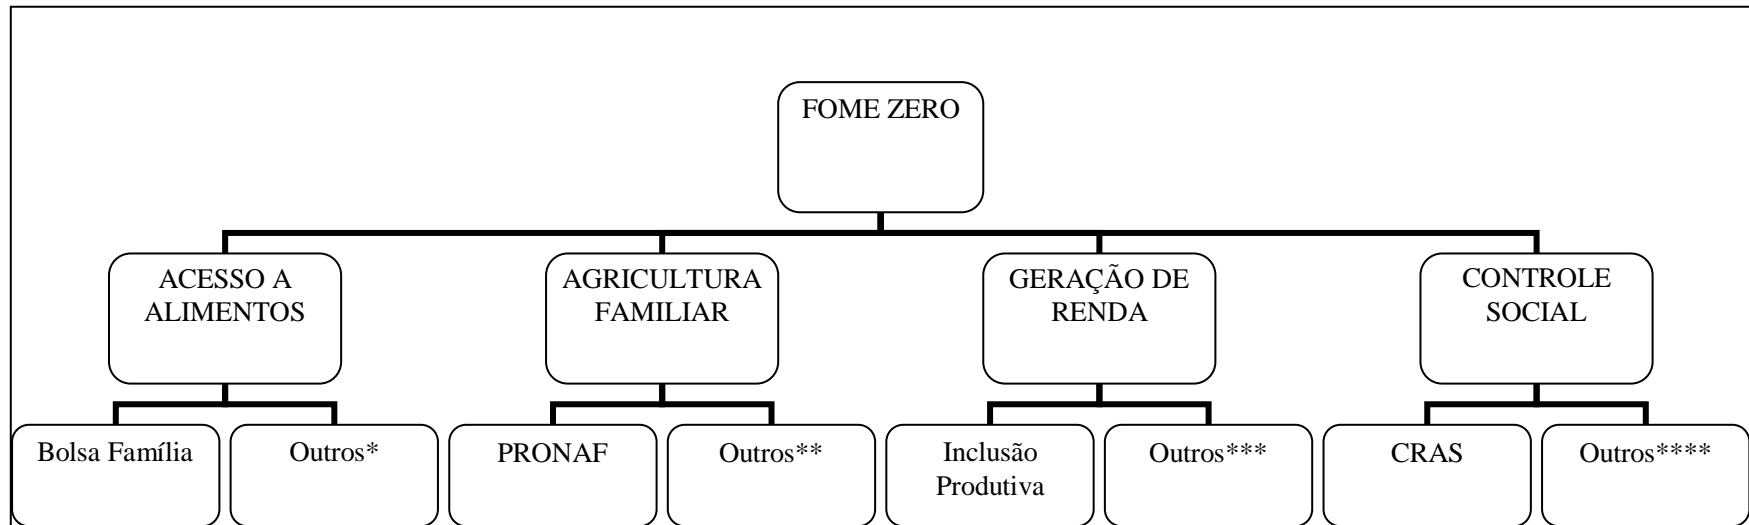 FOME ZERO
ACESSO A
ALIMENTOS
AGRICULTURA
FAMILIAR
GERAÇÃO DE
RENDA
CONTROLE
SOCIAL
Bolsa Família
Outros*
PRONAF
Outros**
Inclusão
Produtiva
Outros***
CRAS
Outros****